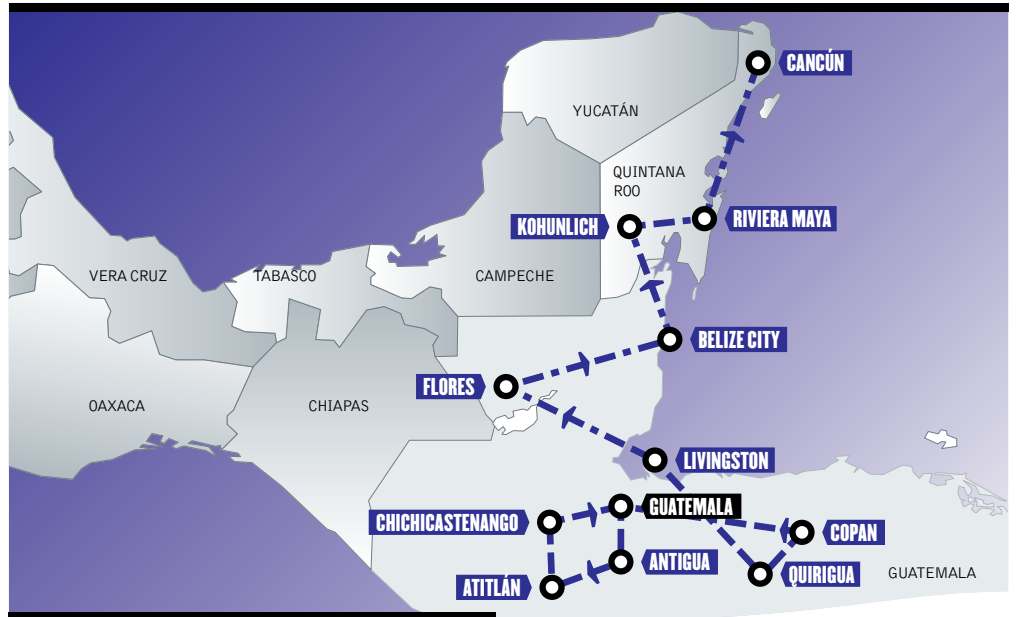 CANCÚN
YUCATÁN
QUINTANA
ROO
KOHUNLICH
RIVIERA MAYA
VERA CRUZ
TABASCO
CAMPECHE
BELIZE CITY
FLORES
OAXACA
CHIAPAS
LIVINGSTON
GUATEMALA
CHICHICASTENANGO
COPAN
ANTIGUA
QUIRIGUA
GUATEMALA
ATITLÁN